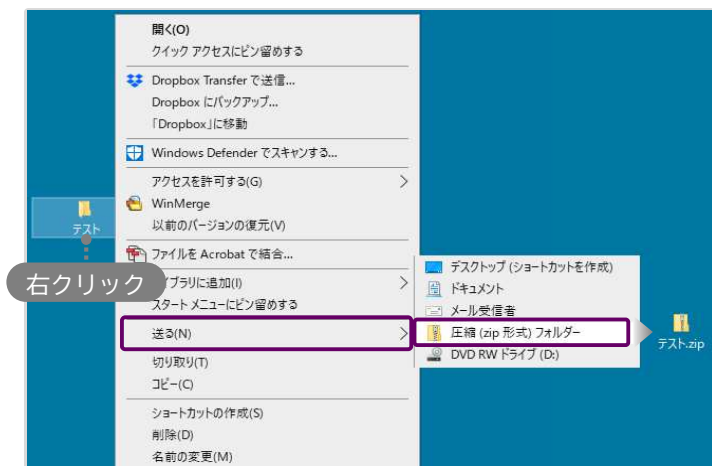 開く(O)
クイック アクセスにピン留めする
Dropbox Transfer で送信...
Dropbox にバックアップ...
「Dropbox」に移動
Windows Defender でスキャンする...
アクセスを許可する(G)
WinMerge
以前のバージョンの復元(V)
テスト
ファイルを Acrobat で結合...
右クリック
イブラリに追加(I)
スタート メニューにピン留めする
送る(N)
切り取り(T)
コピー(C)
ショートカットの作成(S)
削除(D)
名前の変更(M)
デスクトップ (ショートカットを作成)
ドキュメント
メール受信者
圧縮 (zip 形式) フォルダー
DVD RW ドライブ (D:)
テスト.zip